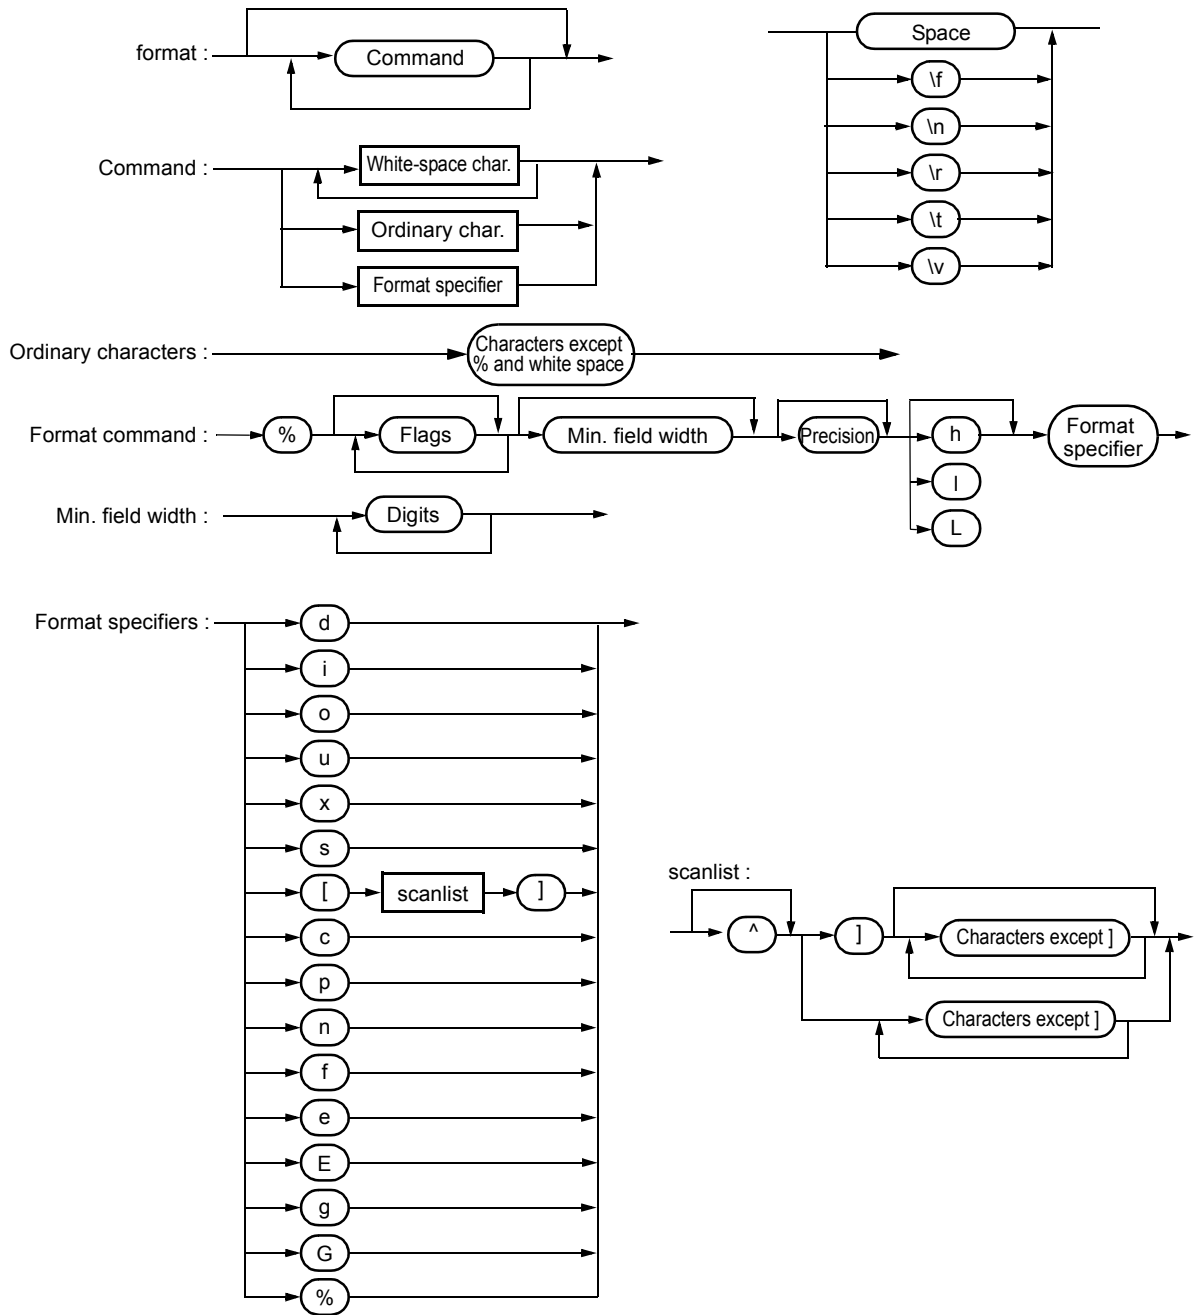 format :
Command
Space
\f
\n
\r
\t
\v
Command :
White-space char.
Ordinary char.
Format specifier
Ordinary characters :
Characters except
% and white space
Format command :
%
Flags
Min. field width
Precision
h
l
L
Format
specifier
Min. field width :
Digits
Format specifiers :
d
i
o
u
x
s
[
scanlist
]
c
p
n
f
e
E
g
G
%
scanlist :
^
]
Characters except ]
Characters except ]